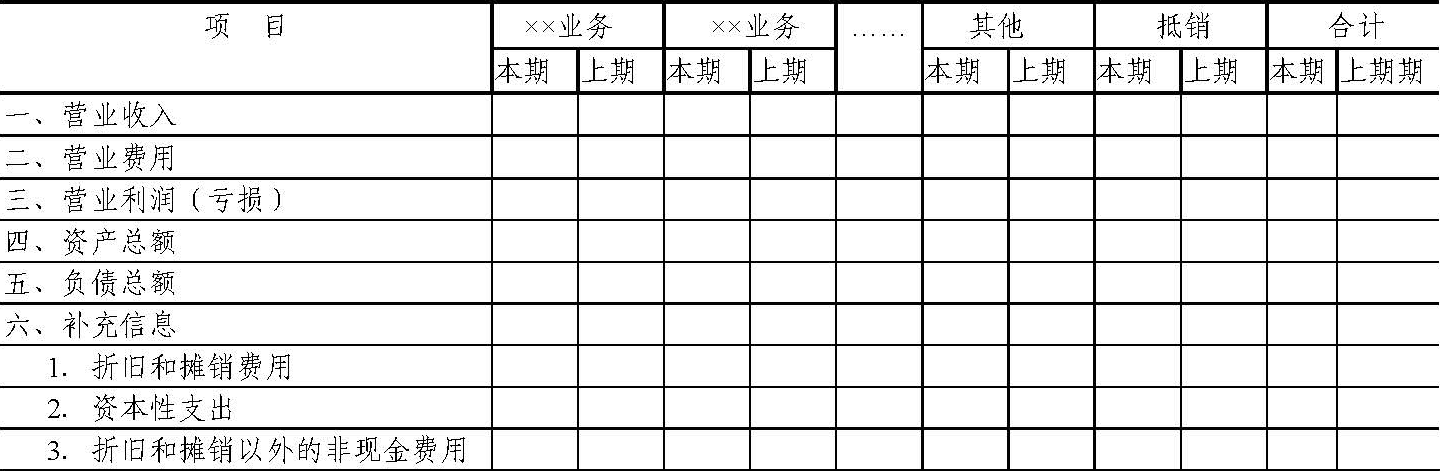 项 目 ××业务 ××业务 …… 其他 抵销 合计
本期 上期 本期 上期 本期 上期 本期 上期 本期 上期期
一、营业收入
二、营业费用
三、营业利润（亏损）
四、资产总额
五、负债总额
六、补充信息
1. 折旧和摊销费用
2. 资本性支出
3. 折旧和摊销以外的非现金费用